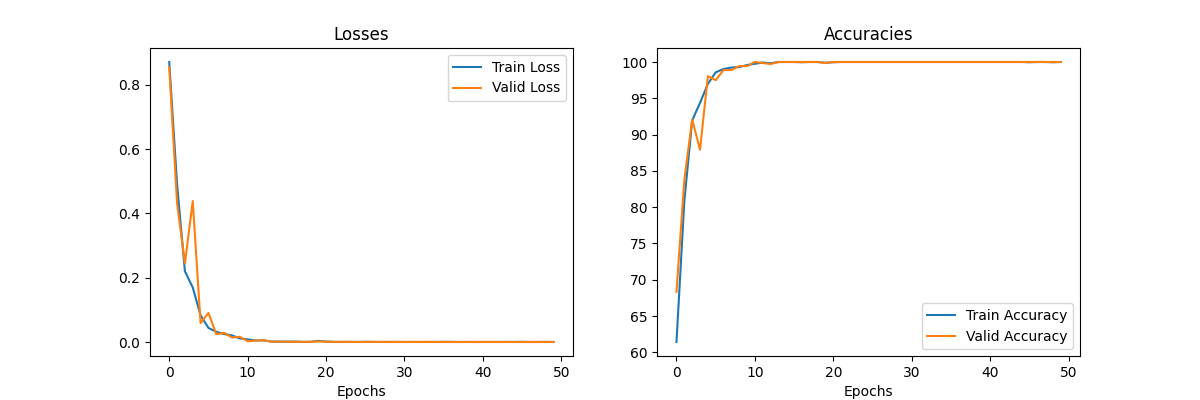 Losses
0.8
0.6
0.4
0.2
0.0
0 10 20 30 40 50
Epochs
Train Loss
Valid Loss
Accuracies
100
95
90
85
80
75
70
65
60
0 10 20 30 40 50
Epochs
Train Accuracy
Valid Accuracy